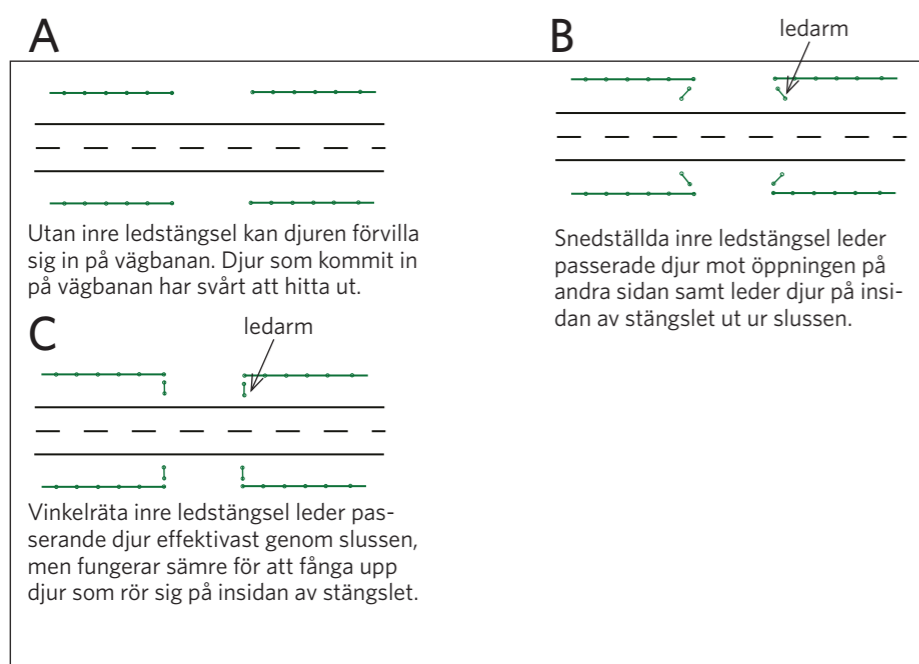 A
Utan inre ledstängsel kan djuren förvilla
sig in på vägbanan. Djur som kommit in
på vägbanan har svårt att hitta ut.
B
ledarm
Snedställda inre ledstängsel leder
passerade djur mot öppningen på
andra sidan samt leder djur på insi-
dan av stängslet ut ur slussen.
C
ledarm
Vinkelräta inre ledstängsel leder pas-
serande djur effektivast genom slussen,
men fungerar sämre för att fånga upp
djur som rör sig på insidan av stängslet.